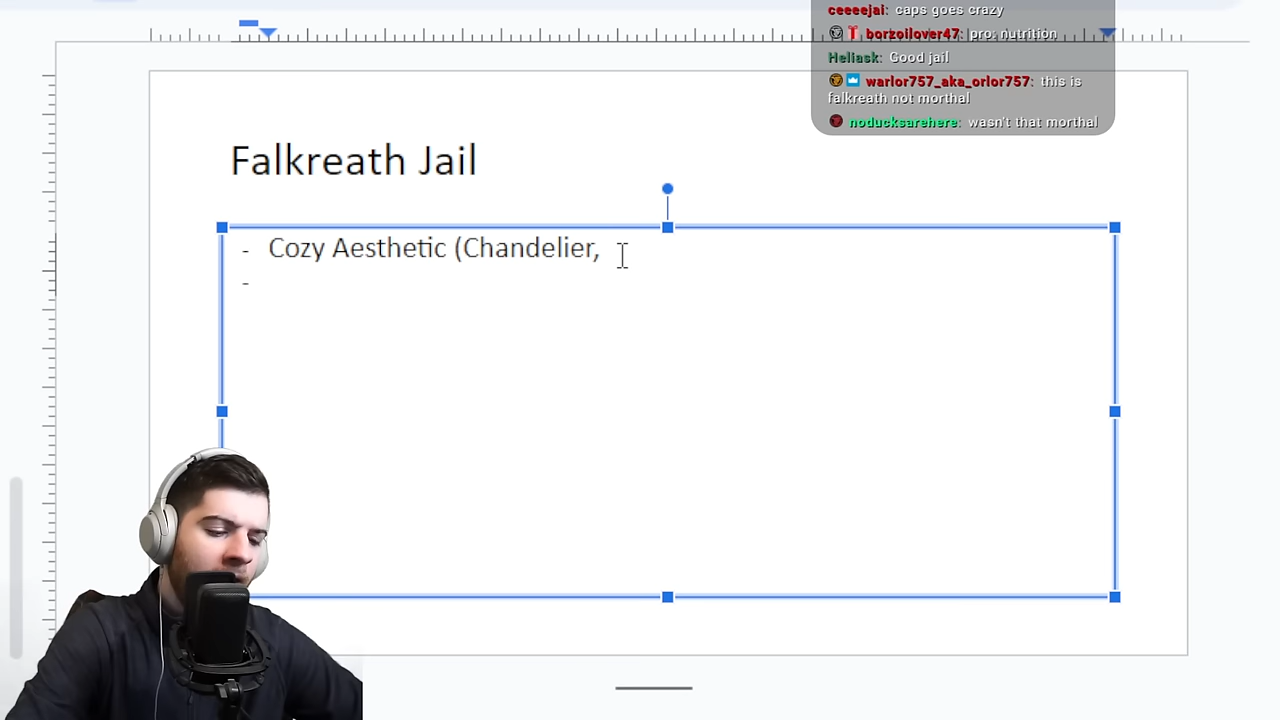 ceeeejai: caps goes crazy
borzoilover47: pro: nutrition
Heliask: Good jail
warlor757_aka_orlor757: this is
falkreath not morthal
noducksarehere: wasn't that morthal
Falkreath Jail
- Cozy Aesthetic (Chandelier,
-